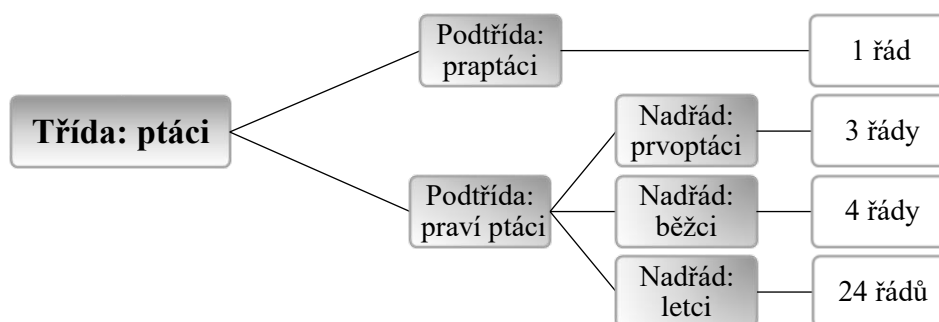 Podtřída:
praptáci
1 řád
Třída: ptáci
Nadřád:
prvoptáci
3 řády
Podtřída:
praví ptáci
Nadřád:
běžci
4 řády
Nadřád:
letci
24 řádů